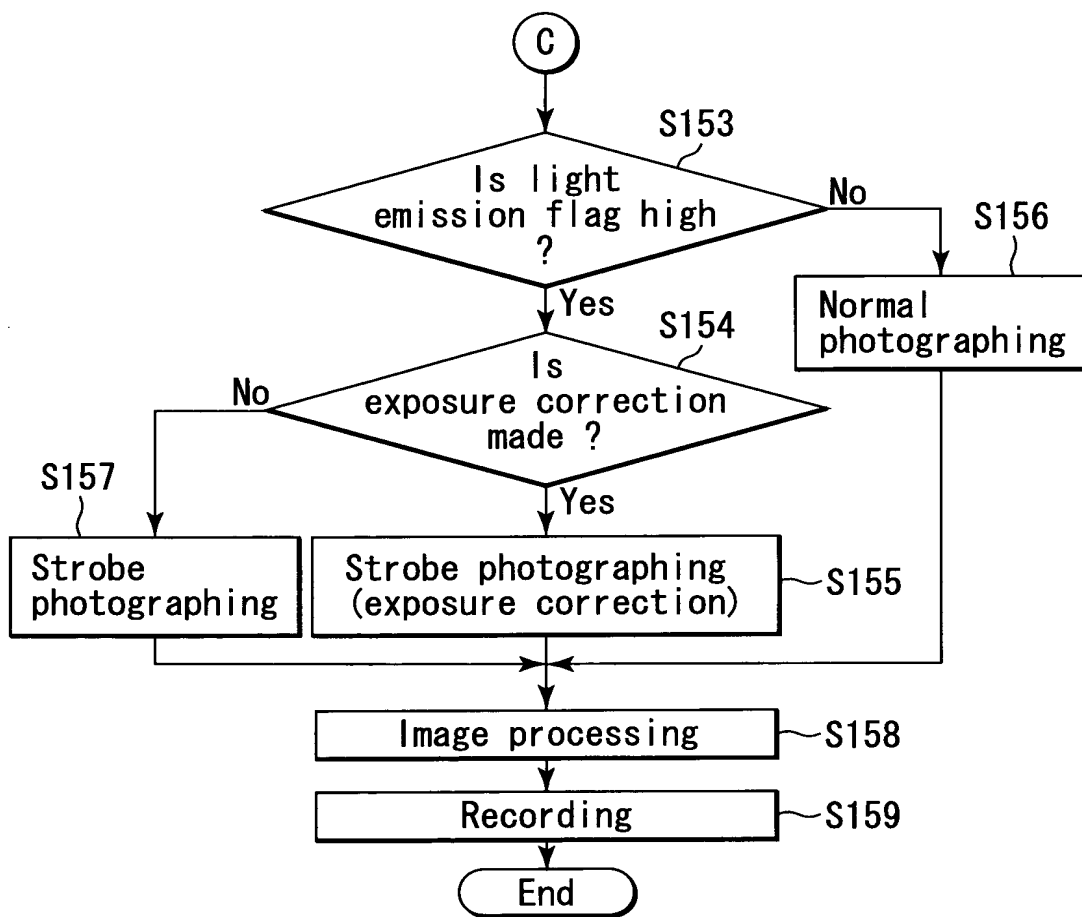 C
S153
Is light
emission flag high
?
No
S156
Yes
Normal
photographing
S154
Is
exposure correction
made ?
No
S157
Yes
Strobe
photographing
Strobe photographing
(exposure correction)
S155
Image processing
S158
Recording
S159
End